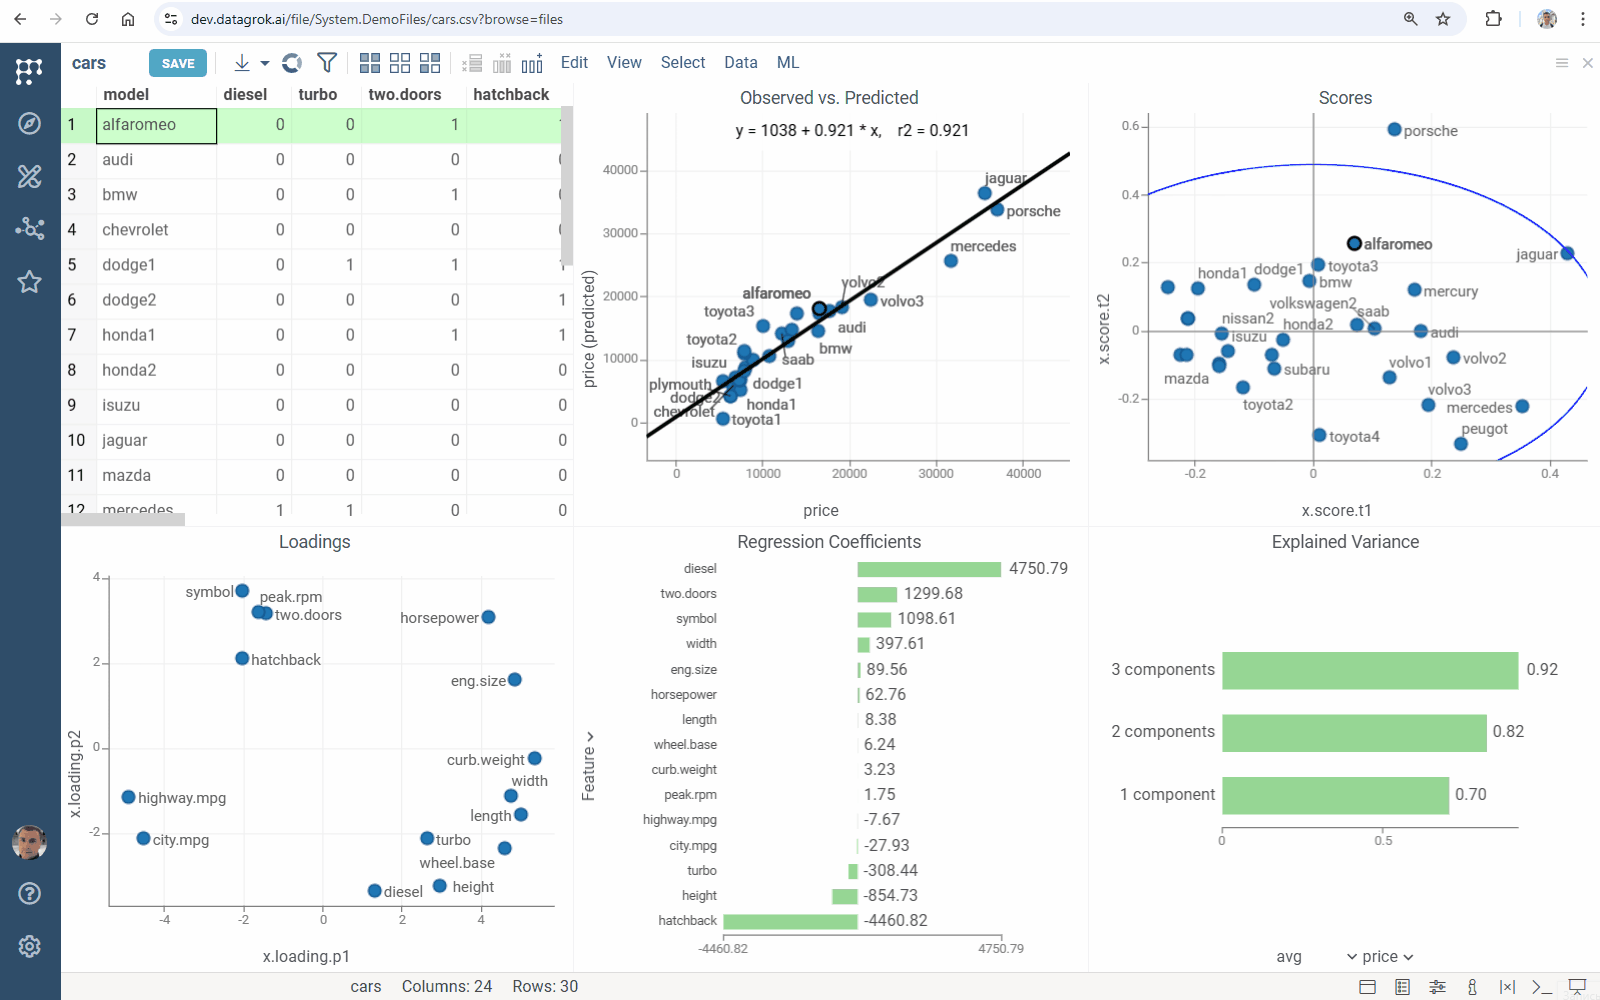 dev.datagrok.ai/file/System.DemoFiles/cars.csv?browse=files
cars SAVE Edit View Select Data ML
model diesel turbo two.doors hatchback
1 alfaromeo 0 0 1
2 audi 0 0 0
3 bmw 0 0 1
4 chevrolet 0 0 0
5 dodge1 0 1 1
6 dodge2 0 0 0 1
7 honda1 0 0 1 1
8 honda2 0 0 0 0
9 isuzu 0 0 0 0
10 jaguar 0 0 0 0
11 mazda 0 0 0 0
12 mercedes 1 1 0 0
Observed vs. Predicted
y = 1038 + 0.921 * x, r2 = 0.921
price (predicted)
40000
30000
20000
10000
0
jaguar
porsche
mercedes
volvo2
alfaromeo
volvo3
toyota3
audi
toyota2
bmw
isuzu
saab
plymouth
dodge1
dodge2
honda1
chevrolet
toyota1
0 10000 20000 30000 40000
price
Scores
x.score.t2
0.6
0.4
0.2
0
-0.2
porsche
alfaromeo
jaguar
honda1
dodge1
toyota3
bmw
mercury
volkswagen2
saab
nissan2
honda2
audi
isuzu
volvo1
volvo2
mazda
subaru
toyota2
volvo3
mercedes
peugot
toyota4
-0.2 0 0.2 0.4
x.score.t1
Loadings
x.loading.p2
4
2
0
-2
symbol
peak.rpm
two.doors
horsepower
hatchback
eng.size
curb.weight
width
highway.mpg
length
city.mpg
turbo
wheel.base
diesel
height
-4 -2 0 2 4
x.loading.p1
Regression Coefficients
Feature
diesel 4750.79
two.doors 1299.68
symbol 1098.61
width 397.61
eng.size 89.56
horsepower 62.76
length 8.38
wheel.base 6.24
curb.weight 3.23
peak.rpm 1.75
highway.mpg -7.67
city.mpg -27.93
turbo -308.44
height -854.73
hatchback -4460.82
-4460.82 4750.79
Explained Variance
3 components 0.92
2 components 0.82
1 component 0.70
0 0.5
avg price
cars Columns: 24 Rows: 30